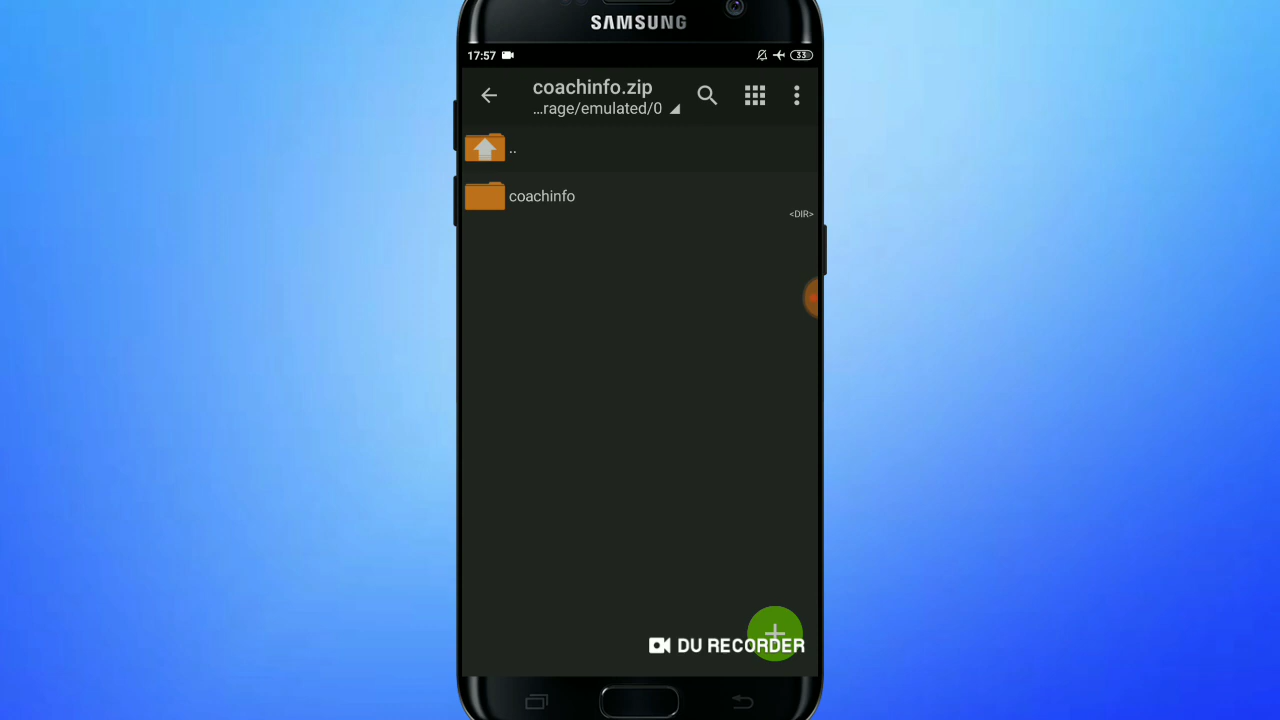 SAMSUNG
17:57
33
coachinfo.zip
...rage/emulated/0
..
coachinfo
<DIR>
DU RECORDER